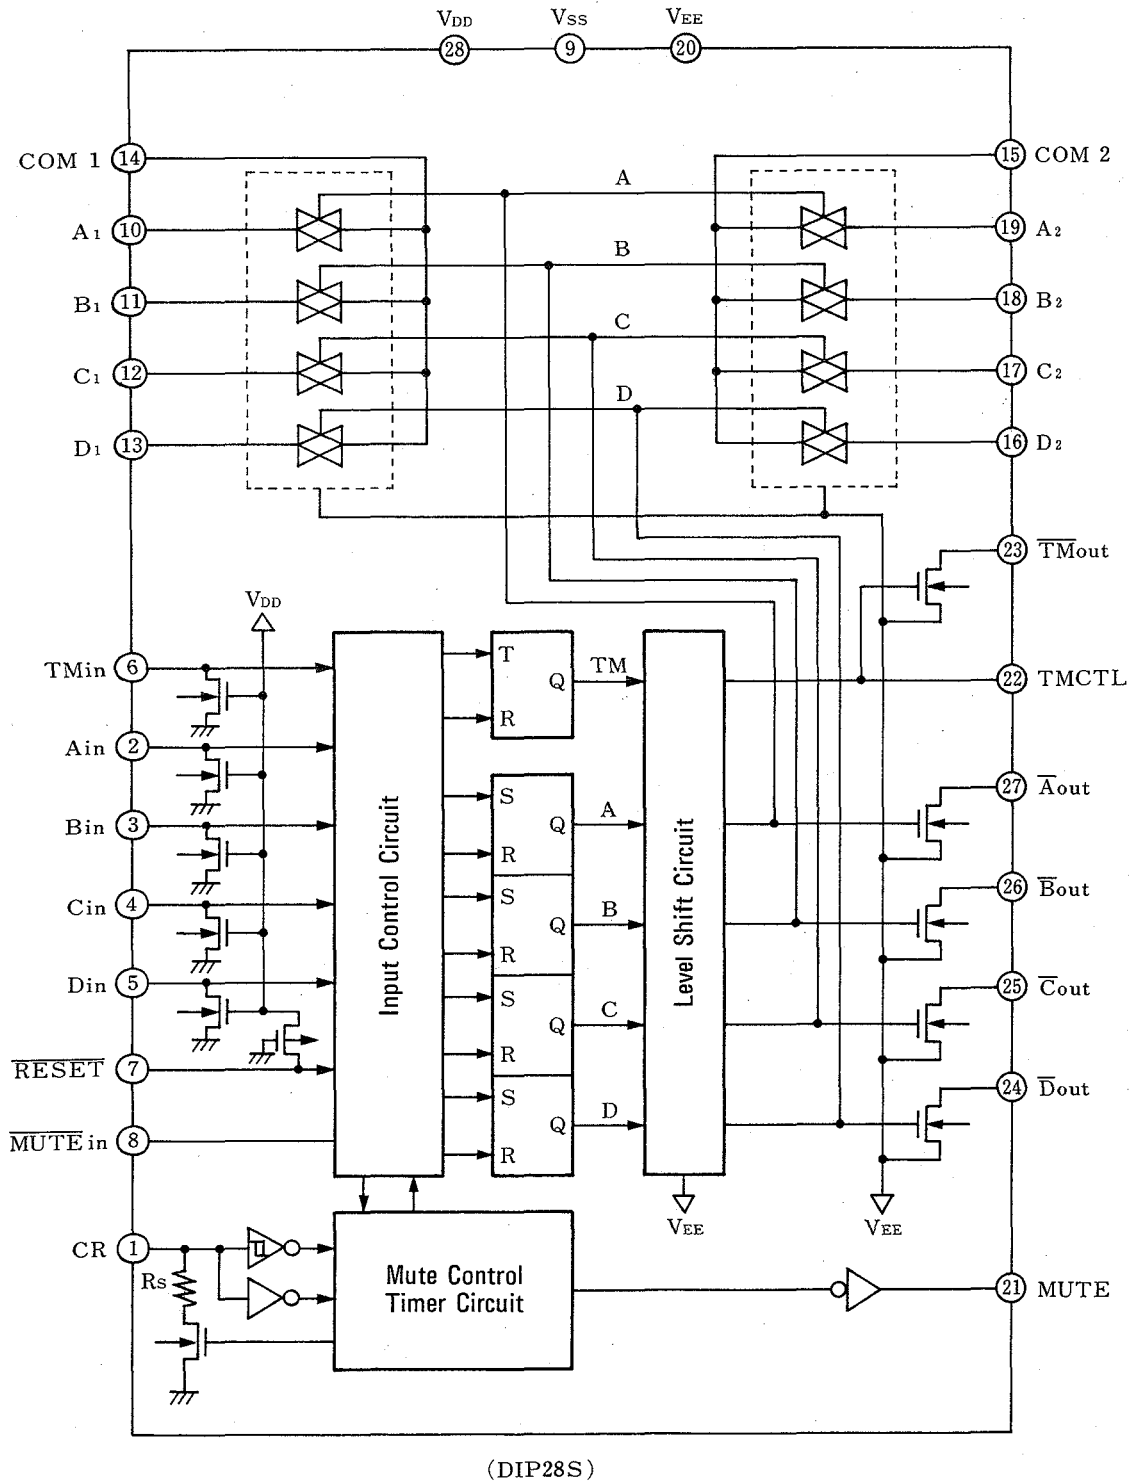 VDD VSS VEE
28 9 20
COM 1 14 15 COM 2
A
A1 10 19 A2
B
B1 11 18 B2
C
C1 12 17 C2
D
D1 13 16 D2
23 TMout
VDD
TMin 6 T TM 22 TMCTL
Q
R
Ain 2
27 Aout
S A
Bin 3 Q
R
26 Bout
Cin 4 S B
Q
R
Din 5 S C 25 Cout
Q
R
RESET 7
24 Dout
S D
Q
MUTE in 8 R
Input Control Circuit
Level Shift Circuit
VEE VEE
CR 1
Rs
Mute Control
Timer Circuit
21 MUTE
(DIP28S)